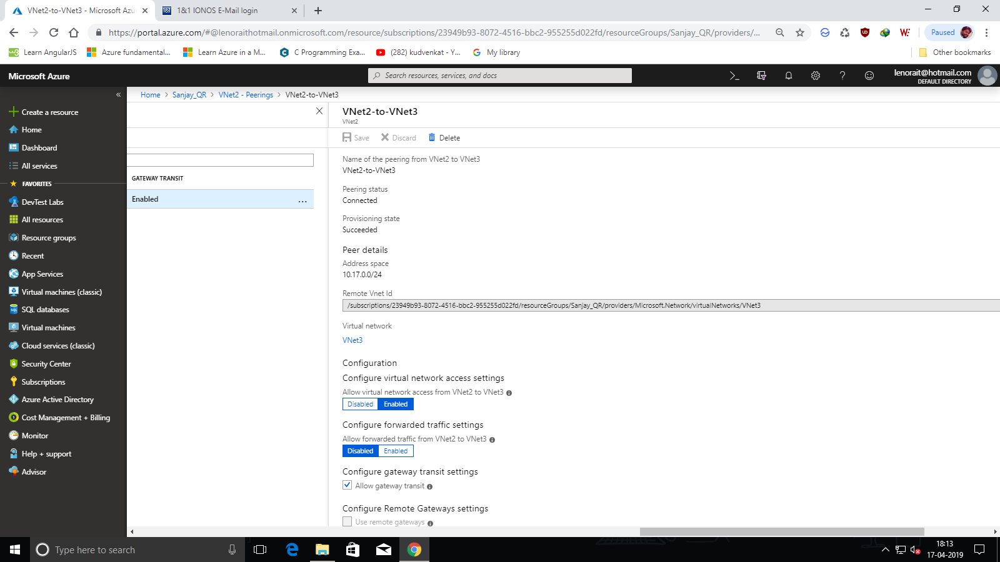 VNet2-to-VNet3 - Microsoft Azu
1&1 IONOS E-Mail login
https://portal.azure.com/#@lenoraithotmail.onmicrosoft.com/resource/subscriptions/23949b93-8072-4516-bbc2-955255d022fd/resourceGroups/Sanjay_QR/providers/...
Paused
Learn AngularJS
Azure fundamental...
Learn Azure in a M...
C Programming Exa...
(282) kudvenkat - Y...
My library
Other bookmarks
Microsoft Azure
Search resources, services, and docs
lenorait@hotmail.com
DEFAULT DIRECTORY
Home > Sanjay_QR > VNet2 - Peerings > VNet2-to-VNet3
Create a resource
Home
Dashboard
All services
FAVORITES
DevTest Labs
All resources
Resource groups
Recent
App Services
Virtual machines (classic)
SQL databases
Virtual machines
Cloud services (classic)
Security Center
Subscriptions
Azure Active Directory
Cost Management + Billing
Monitor
Help + support
Advisor
GATEWAY TRANSIT
Enabled
...
VNet2-to-VNet3
VNet2
Save
Discard
Delete
Name of the peering from VNet2 to VNet3
VNet2-to-VNet3
Peering status
Connected
Provisioning state
Succeeded
Peer details
Address space
10.17.0.0/24
Remote Vnet Id
/subscriptions/23949b93-8072-4516-bbc2-955255d022fd/resourceGroups/Sanjay_QR/providers/Microsoft.Network/virtualNetworks/VNet3
Virtual network
VNet3
Configuration
Configure virtual network access settings
Allow virtual network access from VNet2 to VNet3
Disabled Enabled
Configure forwarded traffic settings
Allow forwarded traffic from VNet2 to VNet3
Disabled Enabled
Configure gateway transit settings
Allow gateway transit
Configure Remote Gateways settings
Use remote gateways
Type here to search
18:13
17-04-2019